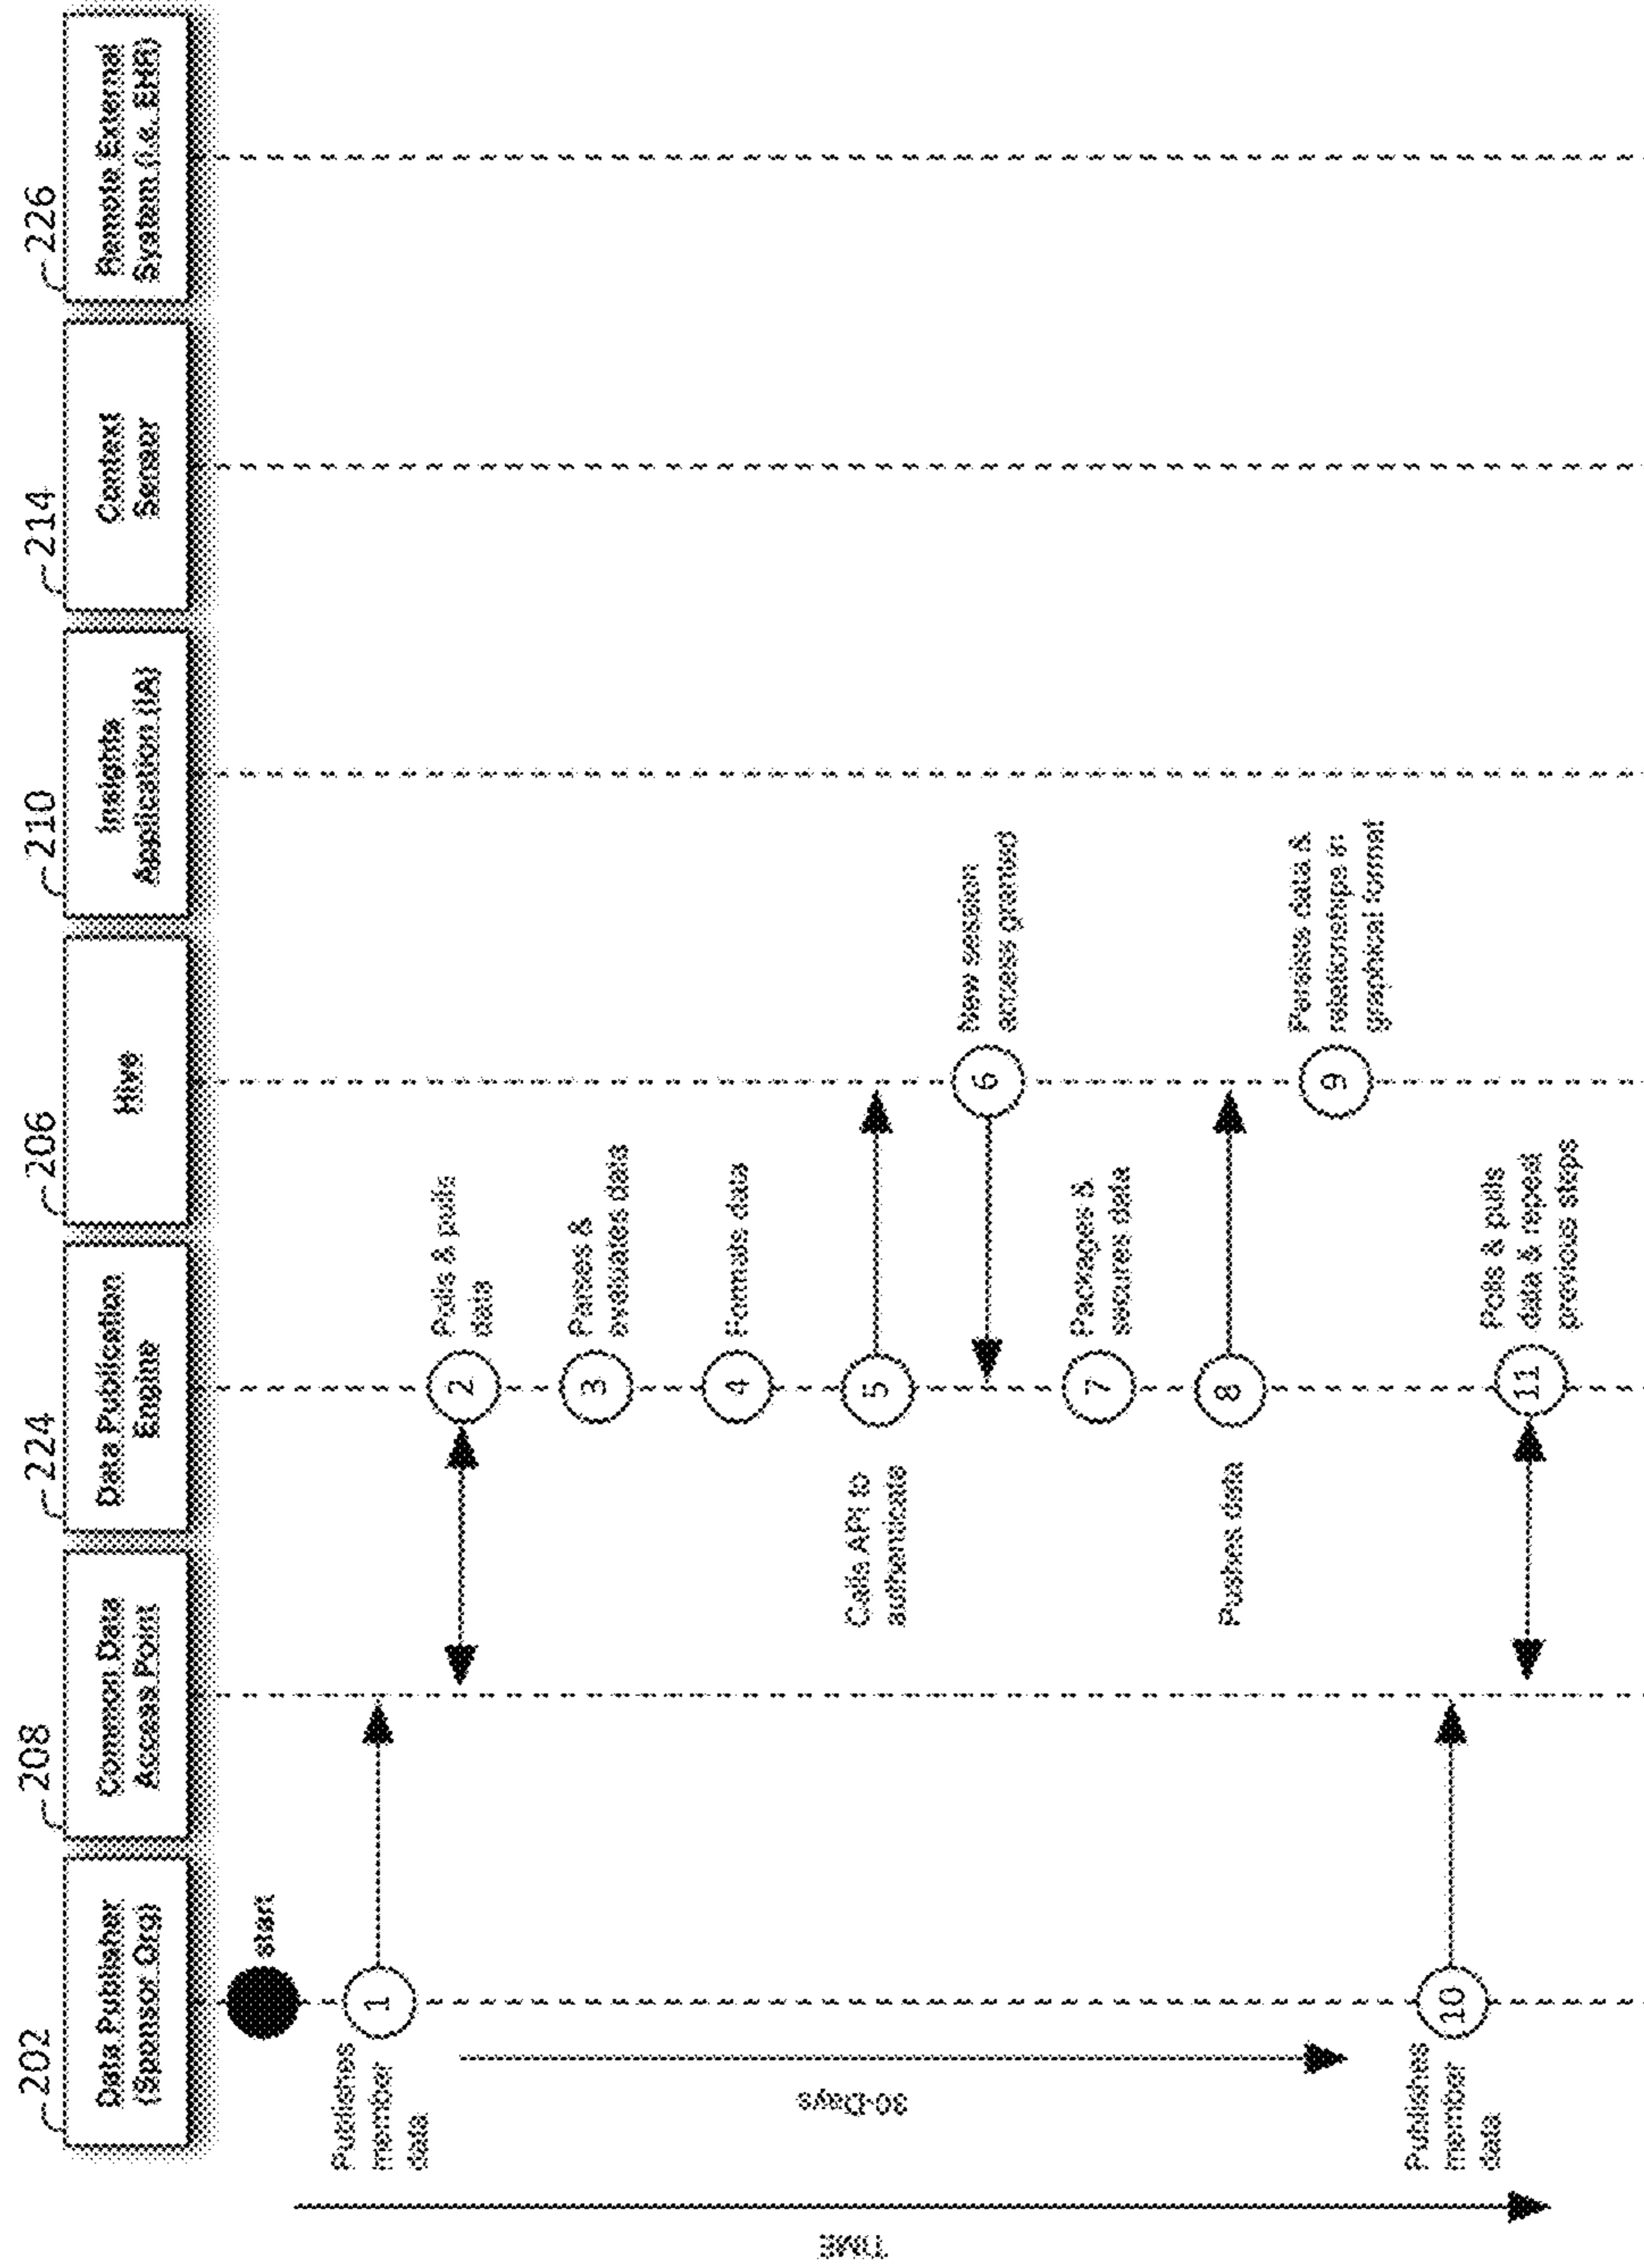 202
Data Publisher
(Sponsor Org)
208
Common Data
Access Point
224
Data Publication
Engine
206
Hive
210
Insights
Application (IA)
214
Context
Sensor
226
Remote External
System (i.e. EHR)
start
Publishes
member
data
1
2
Polls & pulls
data
3
Parses &
evaluates data
4
Formats data
Calls API to
authenticate
5
6
New session
access granted
7
Packages &
secures data
Pushes data
8
9
Persists data &
relationships in
graphical format
Publishes
member
data
10
11
Polls & pulls
data & repeat
previous steps
30-Days
TIME